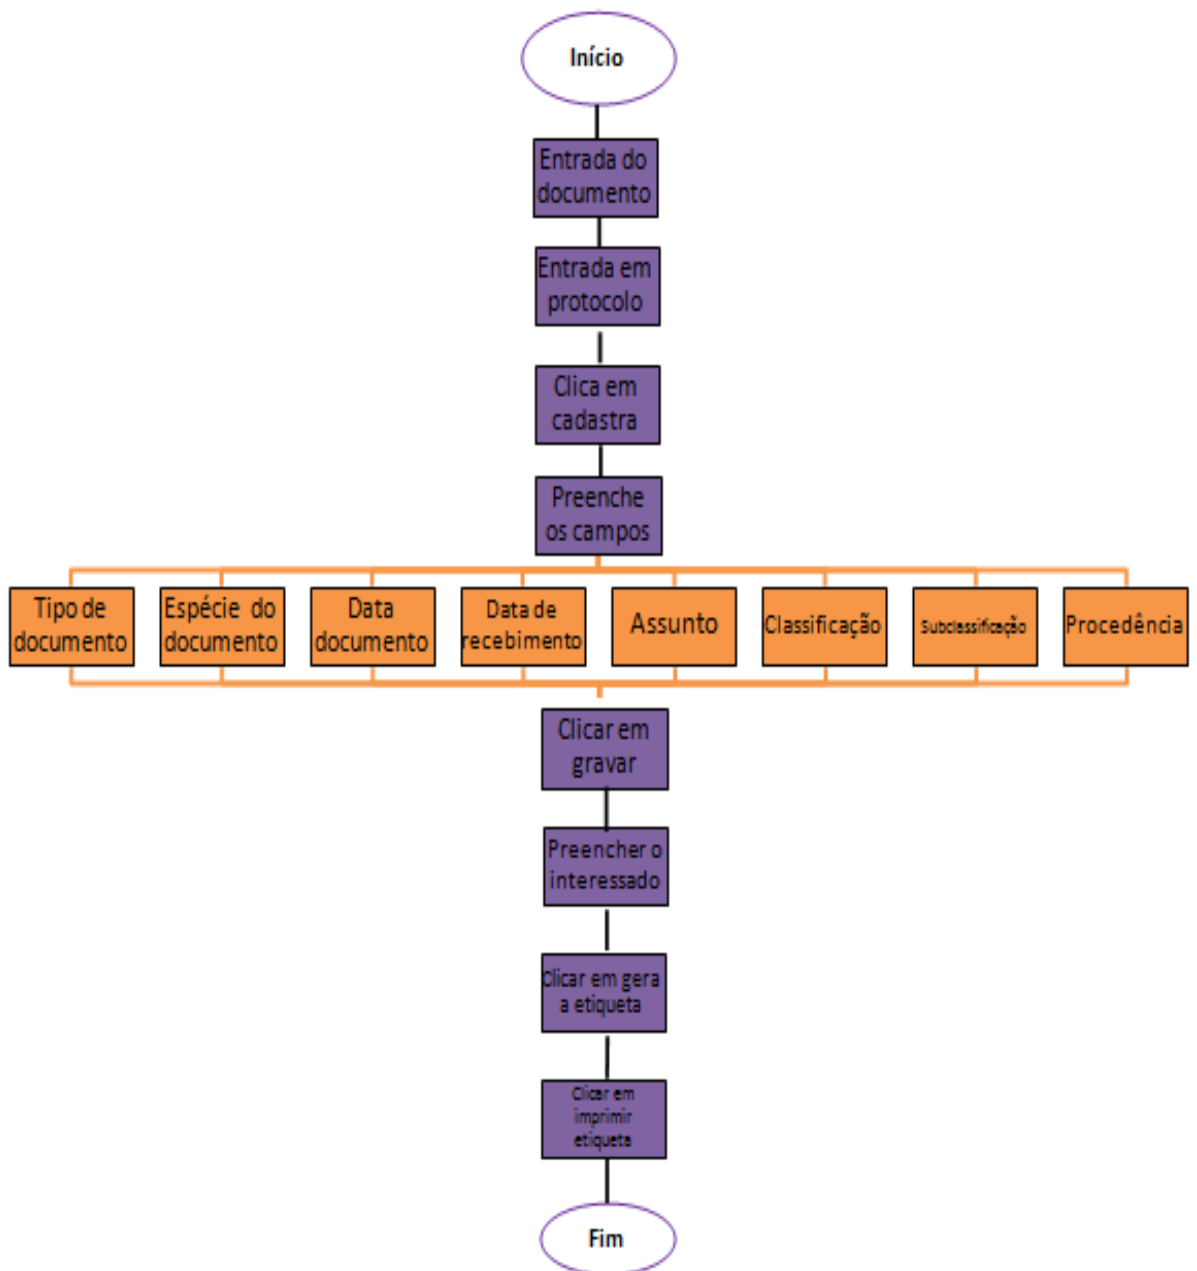 Início
Entrada do
documento
Entrada em
protocolo
Clica em
cadastra
Preenche
os campos
Tipo de
documento
Espécie do
documento
Data
documento
Data de
recebimento
Assunto
Classificação
Subclassificação
Procedência
Clicar em
gravar
Preencher o
interessado
Clicar em gera
a etiqueta
Clicar em
imprimir
etiqueta
Fim